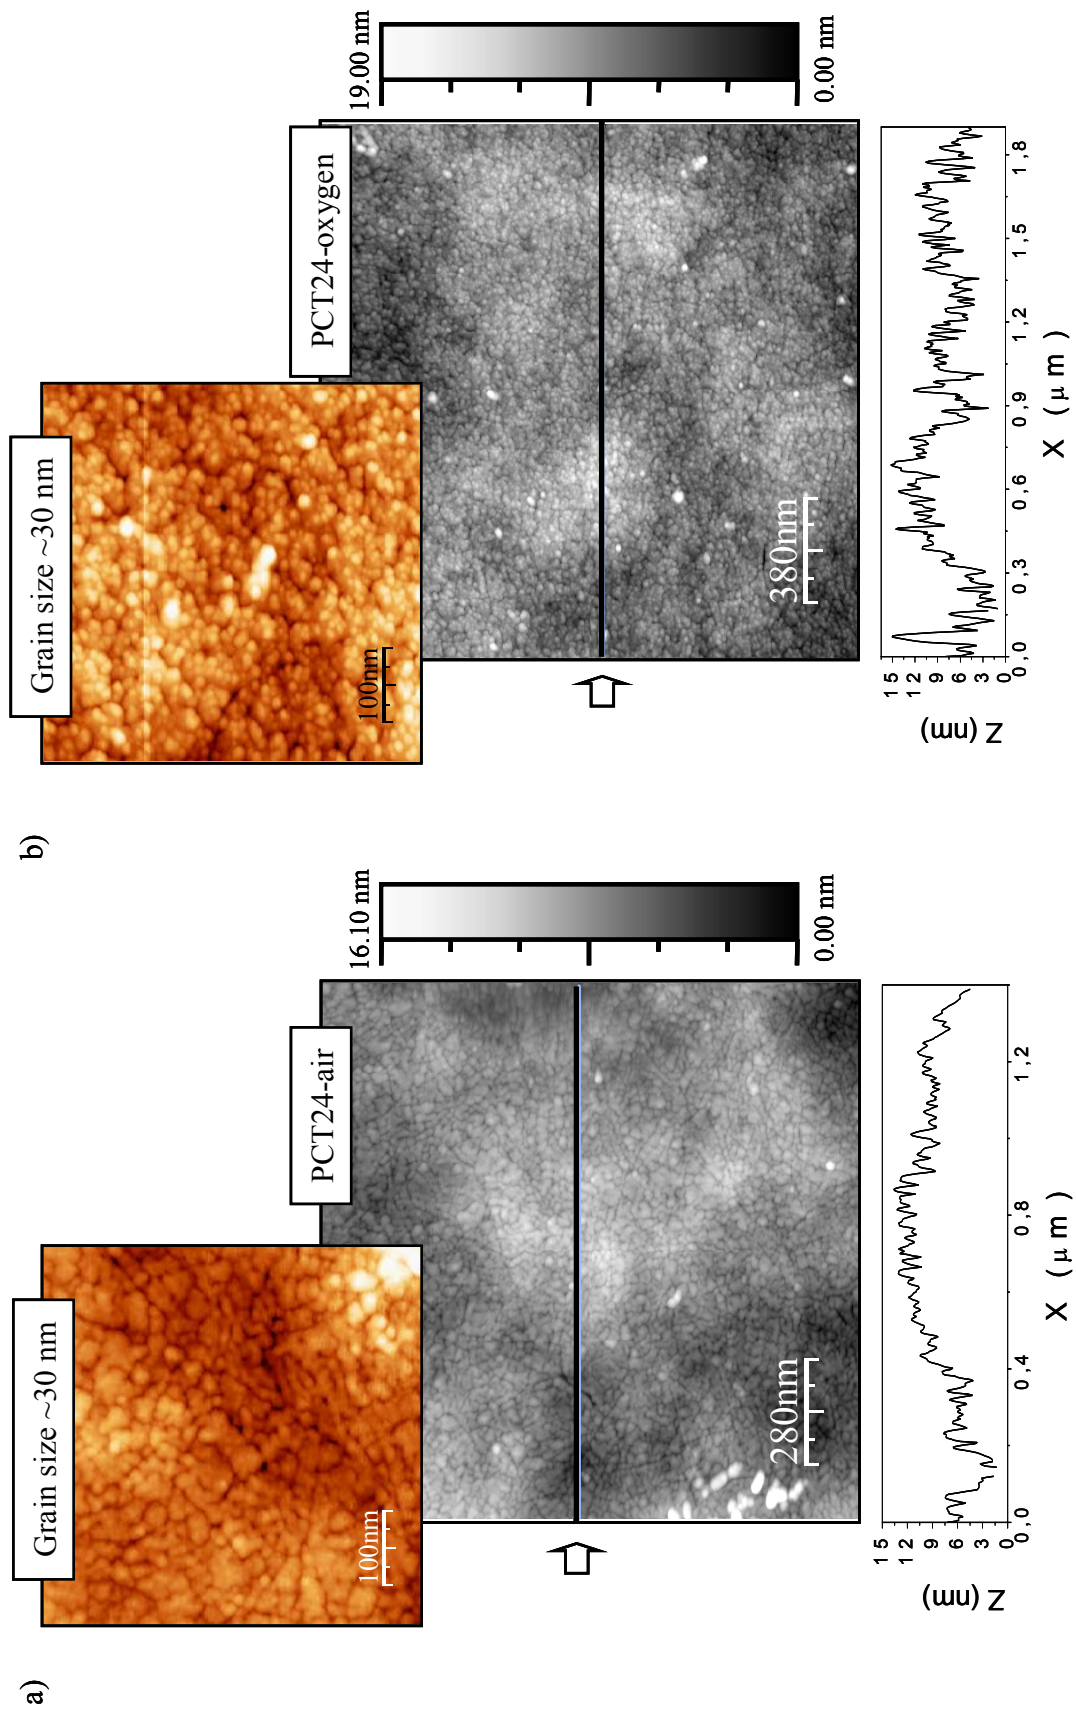 a)
Grain size ~30 nm
100nm
PCT24-air
280nm
16.10 nm
0.00 nm
15
12
9
6
3
0
Z (nm)
0,0
0,4
0,8
1,2
X (μm)
b)
Grain size ~30 nm
100nm
PCT24-oxygen
380nm
19.00 nm
0.00 nm
15
12
9
6
3
0
Z (nm)
0,0
0,3
0,6
0,9
1,2
1,5
1,8
X (μm)